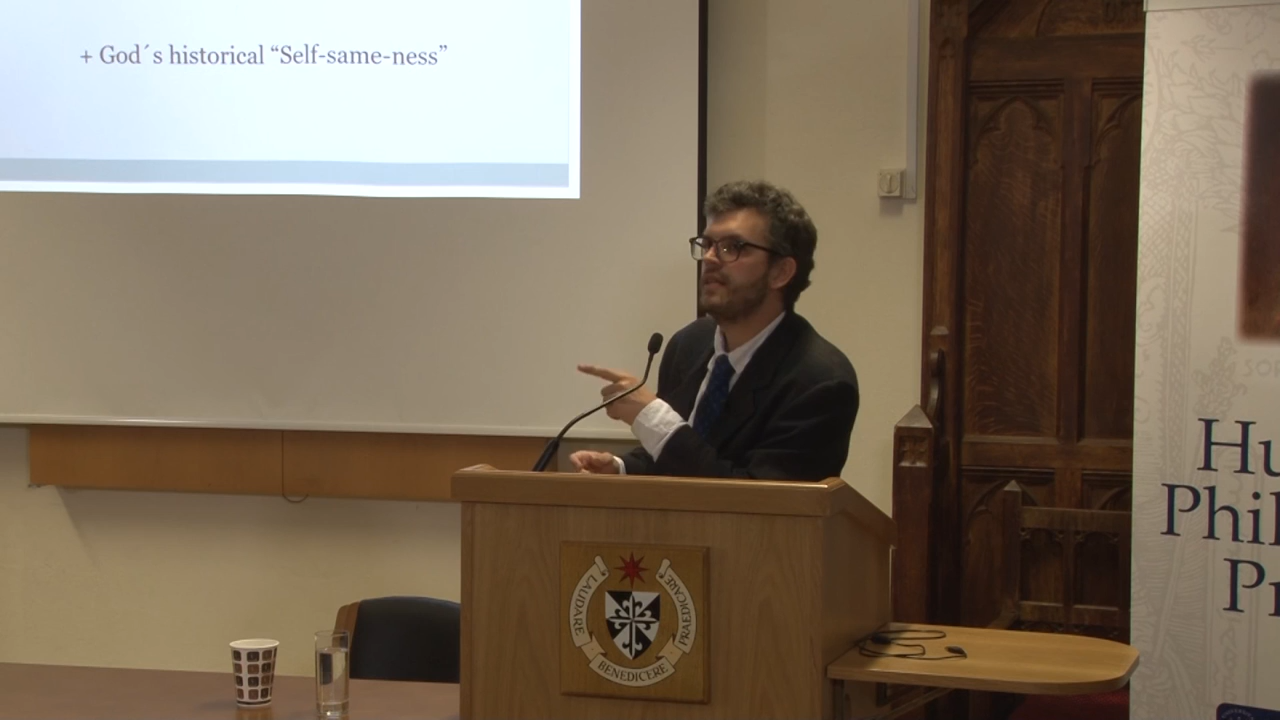 + God´s historical “Self-same-ness”
LAUDARE
BENEDICERE
PRAEDICARE
Hu
Phil
Pr